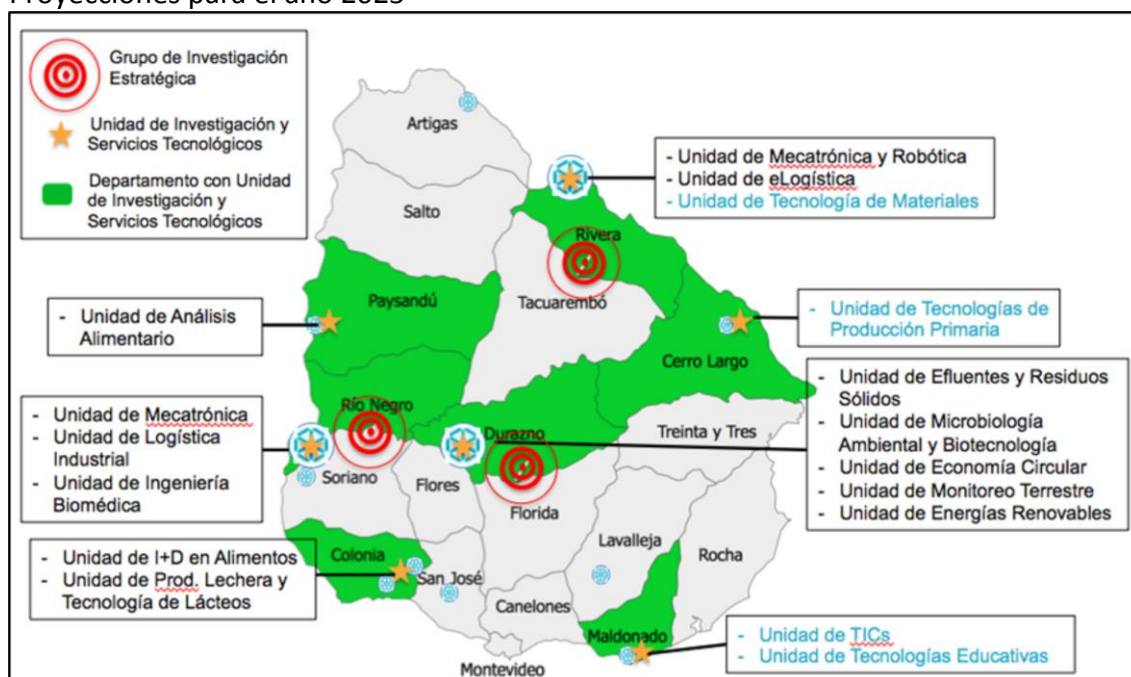 Grupo de Investigación
Estratégica
Unidad de Investigación y
Servicios Tecnológicos
Departamento con Unidad
de Investigación y
Servicios Tecnológicos
Artigas
- Unidad de Mecatrónica y Robótica
- Unidad de eLogística
- Unidad de Tecnología de Materiales
Salto
Rivera
Paysandú
Tacuarembó
- Unidad de Análisis
Alimentario
- Unidad de Tecnologías de
Producción Primaria
Cerro Largo
- Unidad de Mecatrónica
- Unidad de Logística
Industrial
- Unidad de Ingeniería
Biomédica
Río Negro
Durazno
Treinta y Tres
- Unidad de Efluentes y Residuos
Sólidos
- Unidad de Microbiología
Ambiental y Biotecnología
- Unidad de Economía Circular
- Unidad de Monitoreo Terrestre
- Unidad de Energías Renovables
Soriano
Flores
Florida
Lavalleja
Rocha
- Unidad de I+D en Alimentos
- Unidad de Prod. Lechera y
Tecnología de Lácteos
Colonia
San José
Canelones
Maldonado
Montevideo
- Unidad de TICs
- Unidad de Tecnologías Educativas